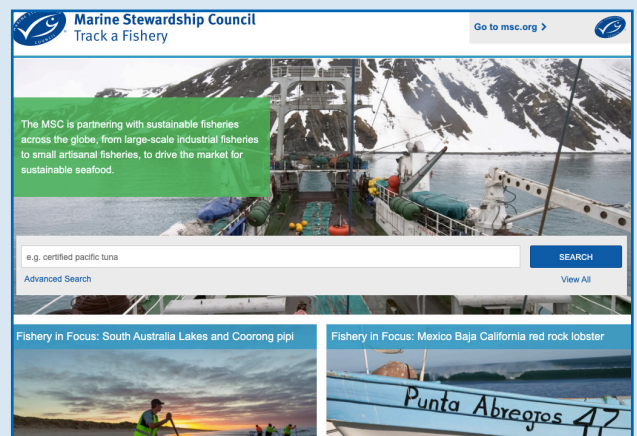 Marine Stewardship Council
Track a Fishery
Go to msc.org >
The MSC is partnering with sustainable fisheries
across the globe, from large-scale industrial fisheries
to small artisanal fisheries, to drive the market for
sustainable seafood.
e.g. certified pacific tuna
SEARCH
Advanced Search
View All
Fishery in Focus: South Australia Lakes and Coorong pipi
Fishery in Focus: Mexico Baja California red rock lobster
Punta Abreojos 47